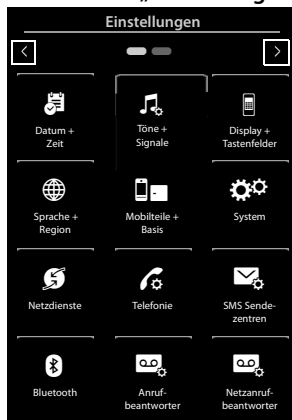 Einstellungen
Datum +
Zeit
Töne +
Signale
Display +
Tastenfelder
Sprache +
Region
Mobilteile +
Basis
System
Netzdienste
Telefonie
SMS Sende-
zentren
Bluetooth
Anruf-
beantworter
Netzanruf-
beantworter